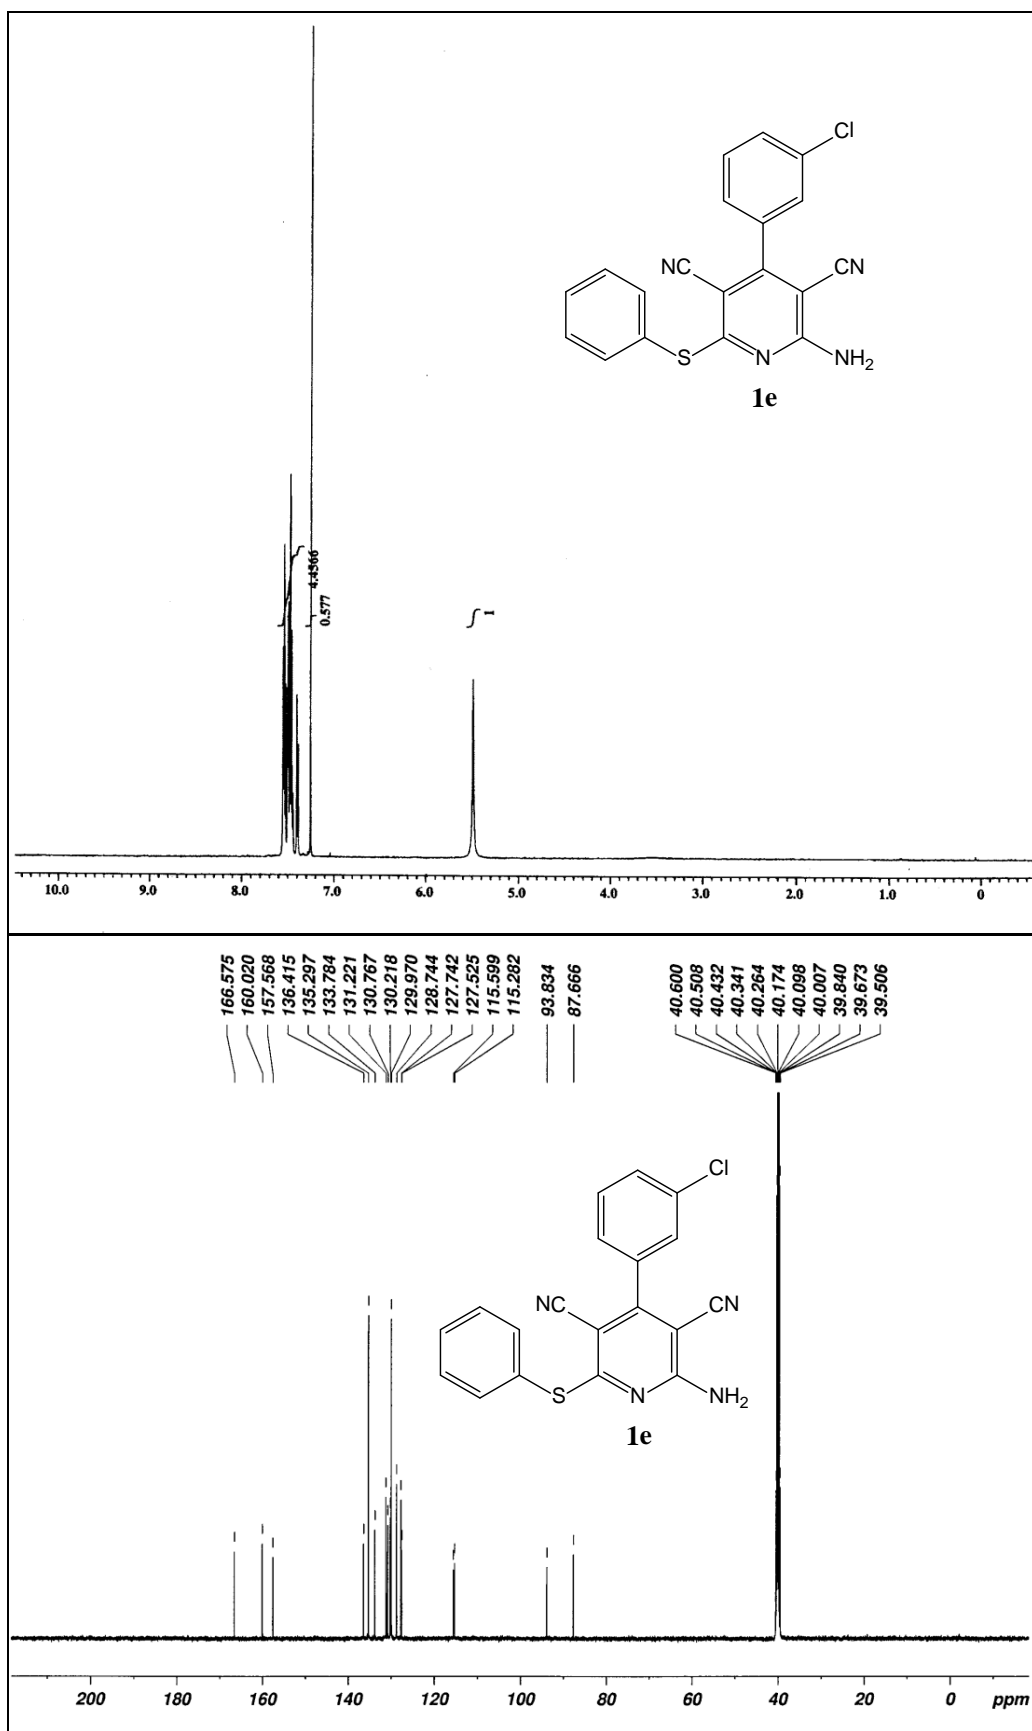 Cl
NC
CN
S
N
NH2
1e
4.4566
0.577
1
10.0 9.0 8.0 7.0 6.0 5.0 4.0 3.0 2.0 1.0 0
166.575
160.020
157.568
136.415
135.297
133.784
131.221
130.767
130.218
129.970
128.744
127.742
127.525
115.599
115.282
93.834
87.666
40.600
40.508
40.432
40.341
40.264
40.174
40.098
40.007
39.840
39.673
39.506
Cl
NC
CN
S
N
NH2
1e
200 180 160 140 120 100 80 60 40 20 0 ppm